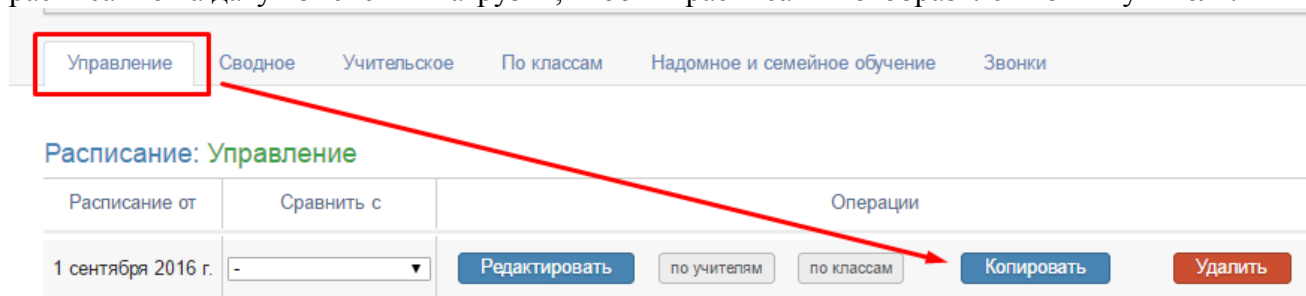 Управление Сводное Учительское По классам Надомное и семейное обучение Звонки
Расписание: Управление
Расписание от Сравнить с Операции
1 сентября 2016 г. - Редактировать по учителям по классам Копировать Удалить